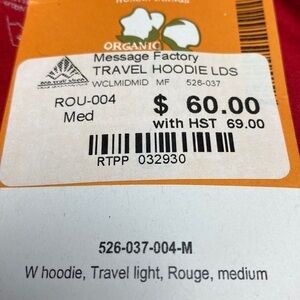 ORGANIC
Message Factory
TRAVEL HOODIE LDS
WCLMIDMID MF 526-037
ROU-004
Med
$ 60.00
with HST 69.00
RTPP 032930
526-037-004-M
W hoodie, Travel light, Rouge, medium